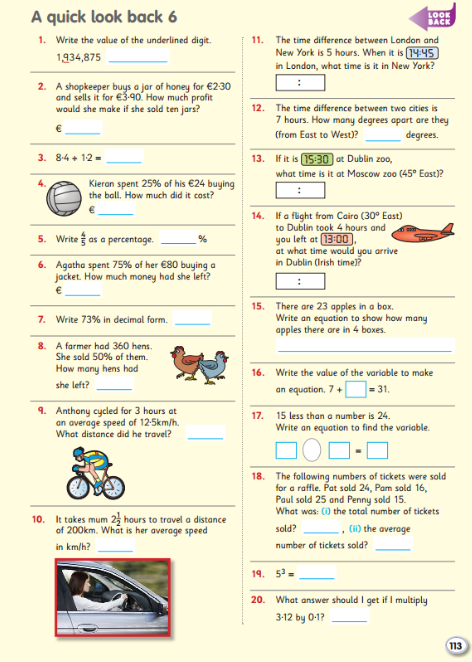 A quick look back 6
LOOK
BACK
1. Write the value of the underlined digit.
1,934,875
2. A shopkeeper buys a jar of honey for €2·30
and sells it for €3·90. How much profit
would she make if she sold ten jars?
€
3. 8·4 ÷ 1·2 =
4. Kieran spent 25% of his €24 buying
the ball. How much did it cost?
€
5. Write 4/5 as a percentage. %
6. Agatha spent 75% of her €80 buying a
jacket. How much money had she left?
€
7. Write 73% in decimal form.
8. A farmer had 360 hens.
She sold 50% of them.
How many hens had
she left?
9. Anthony cycled for 3 hours at
an average speed of 12·5km/h.
What distance did he travel?
10. It takes mum 2½ hours to travel a distance
of 200km. What is her average speed
in km/h?
11. The time difference between London and
New York is 5 hours. When it is 14:45
in London, what time is it in New York?
:
12. The time difference between two cities is
7 hours. How many degrees apart are they
(from East to West)? degrees.
13. If it is 15:30 at Dublin zoo,
what time is it at Moscow zoo (45° East)?
:
14. If a flight from Cairo (30° East)
to Dublin took 4 hours and
you left at 13:00,
at what time would you arrive
in Dublin (Irish time)?
:
15. There are 23 apples in a box.
Write an equation to show how many
apples there are in 4 boxes.
16. Write the value of the variable to make
an equation. 7 + = 31.
17. 15 less than a number is 24.
Write an equation to find the variable.
=
18. The following numbers of tickets were sold
for a raffle. Pat sold 24, Pam sold 16,
Paul sold 25 and Penny sold 15.
What was: (i) the total number of tickets
sold? , (ii) the average
number of tickets sold?
19. 5³ =
20. What answer should I get if I multiply
3·12 by 0·1?
113